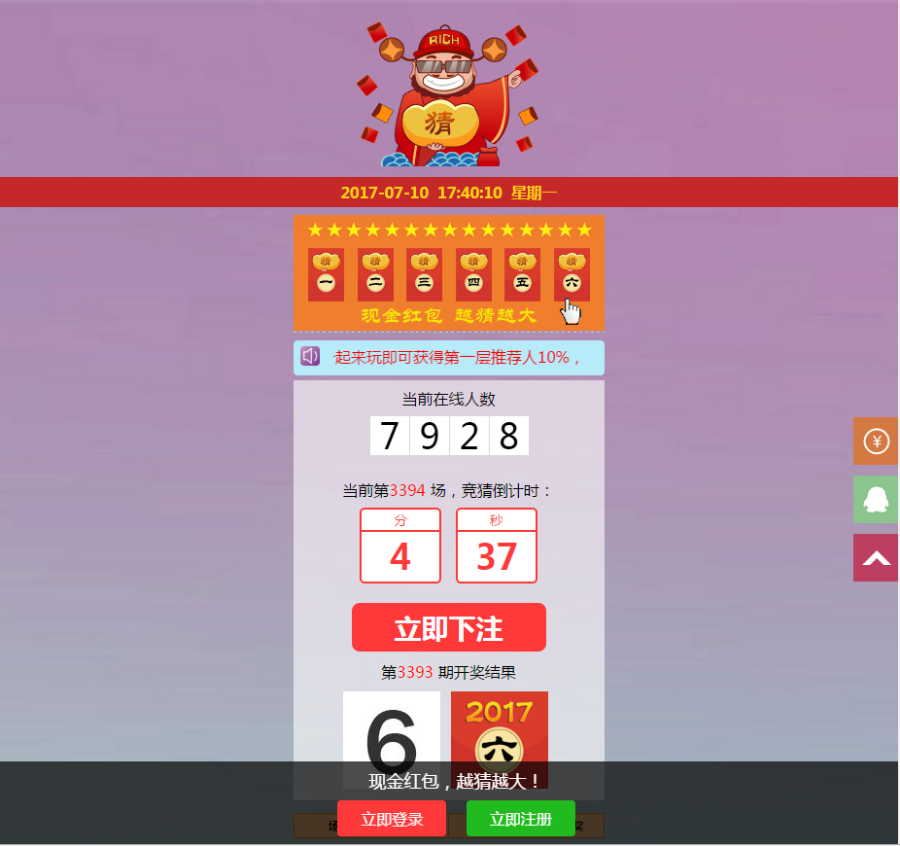 RICH
猜
2017-07-10 17:40:10 星期一
猜 猜 猜 猜 猜 猜
一 二 三 四 五 六
现金红包 越猜越大
起来玩即可获得第一层推荐人10%，
当前在线人数
7 9 2 8
当前第3394 场，竞猜倒计时：
分 秒
4 37
立即下注
第3393 期开奖结果
2017
6 六
现金红包，越猜越大！
立即登录 立即注册